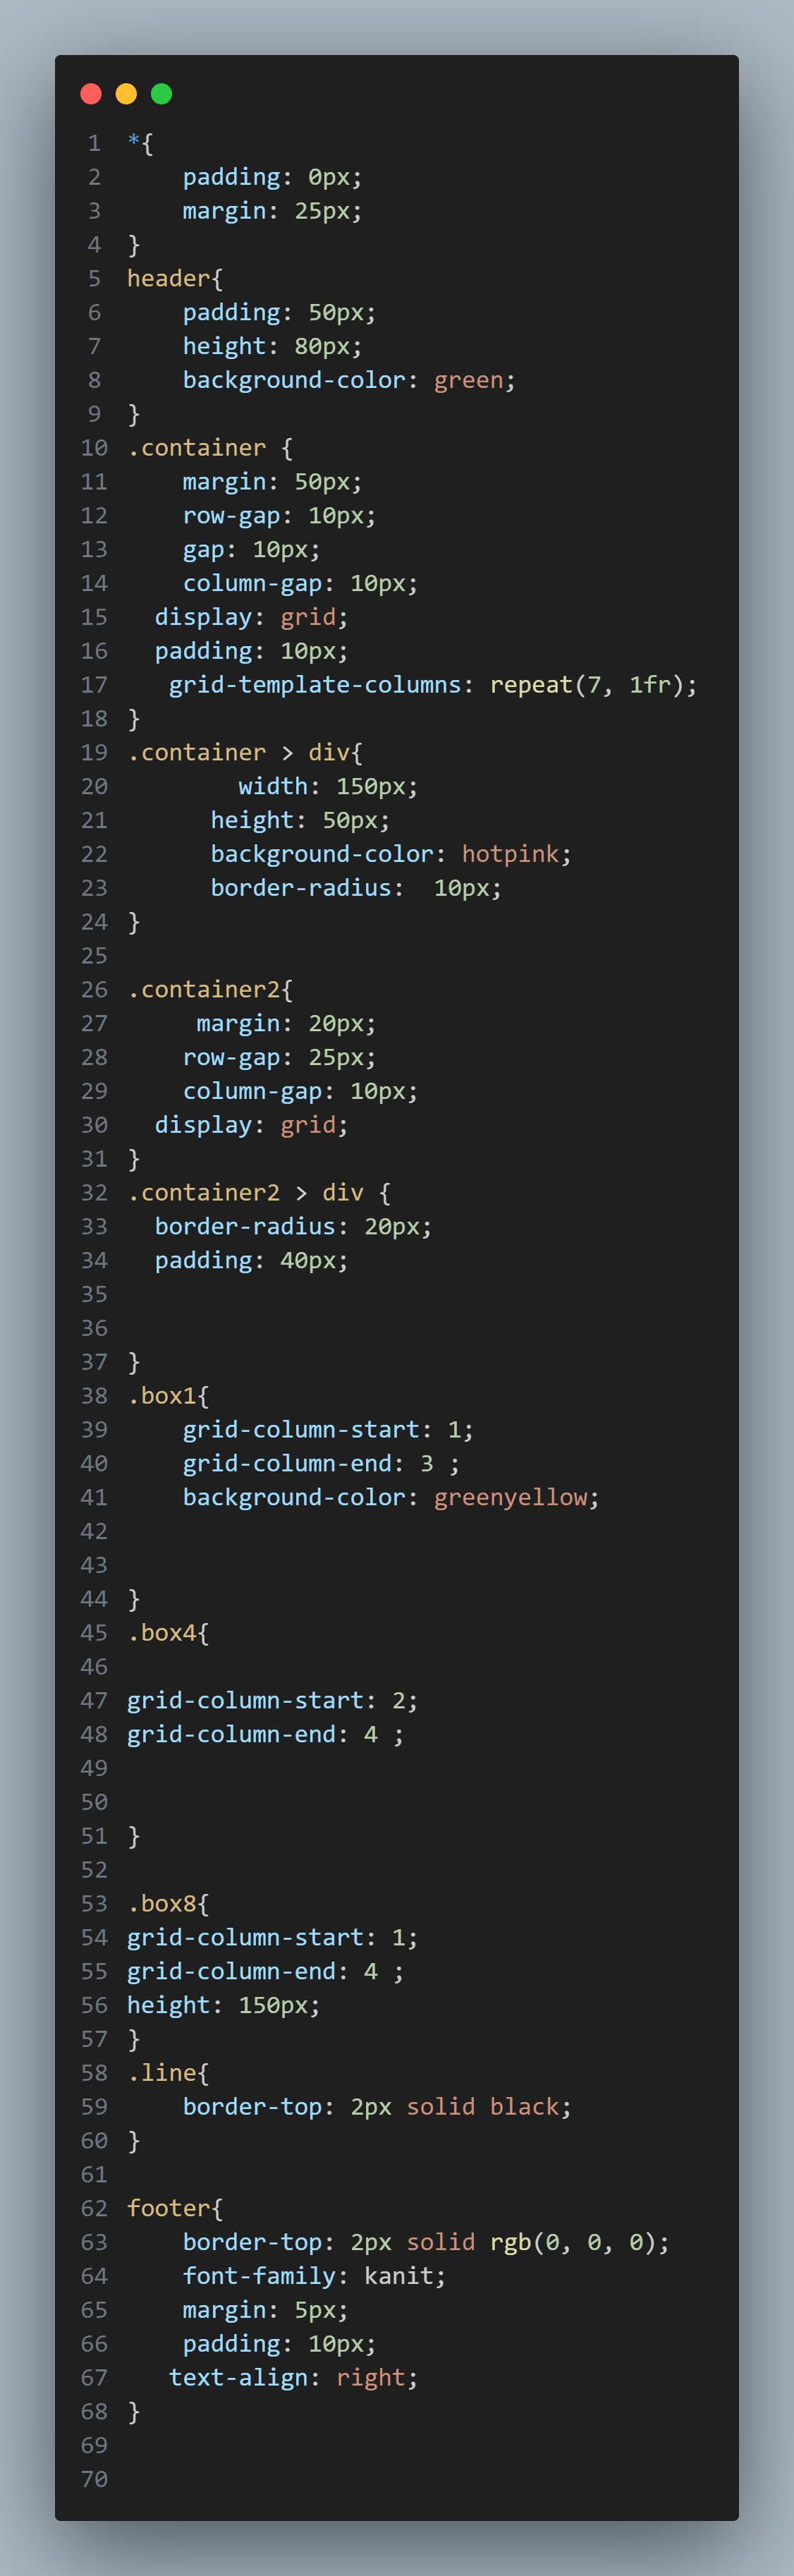 1 *{
2     padding: 0px;
3     margin: 25px;
4 }
5 header{
6     padding: 50px;
7     height: 80px;
8     background-color: green;
9 }
10 .container {
11     margin: 50px;
12     row-gap: 10px;
13     gap: 10px;
14     column-gap: 10px;
15   display: grid;
16   padding: 10px;
17    grid-template-columns: repeat(7, 1fr);
18 }
19 .container > div{
20         width: 150px;
21       height: 50px;
22       background-color: hotpink;
23       border-radius:  10px;
24 }
25
26 .container2{
27      margin: 20px;
28     row-gap: 25px;
29     column-gap: 10px;
30   display: grid;
31 }
32 .container2 > div {
33   border-radius: 20px;
34   padding: 40px;
35
36
37 }
38 .box1{
39     grid-column-start: 1;
40     grid-column-end: 3 ;
41     background-color: greenyellow;
42
43
44 }
45 .box4{
46
47 grid-column-start: 2;
48 grid-column-end: 4 ;
49
50
51 }
52
53 .box8{
54 grid-column-start: 1;
55 grid-column-end: 4 ;
56 height: 150px;
57 }
58 .line{
59     border-top: 2px solid black;
60 }
61
62 footer{
63     border-top: 2px solid rgb(0, 0, 0);
64     font-family: kanit;
65     margin: 5px;
66     padding: 10px;
67    text-align: right;
68 }
69
70